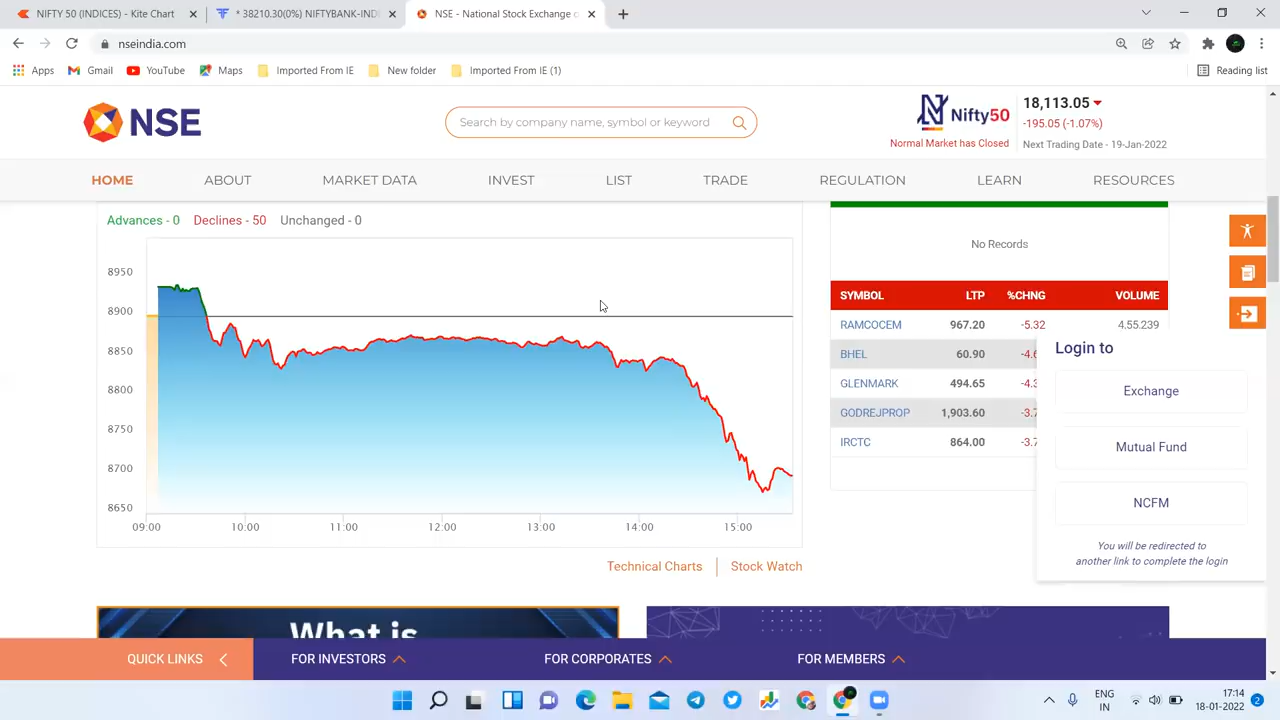 NIFTY 50 (INDICES) - Kite Chart
* 38210.30(0%) NIFTYBANK-IND
NSE - National Stock Exchange o
nseindia.com
Apps
Gmail
YouTube
Maps
Imported From IE
New folder
Imported From IE (1)
Reading list
NSE
Search by company name, symbol or keyword
Nifty50
18,113.05
-195.05 (-1.07%)
Normal Market has Closed
Next Trading Date - 19-Jan-2022
HOME
ABOUT
MARKET DATA
INVEST
LIST
TRADE
REGULATION
LEARN
RESOURCES
Advances - 0 Declines - 50 Unchanged - 0
8950
8900
8850
8800
8750
8700
8650
09:00 10:00 11:00 12:00 13:00 14:00 15:00
Technical Charts
Stock Watch
No Records
SYMBOL LTP %CHNG VOLUME
RAMCOCEM 967.20 -5.32 4.55.239
BHEL 60.90
GLENMARK 494.65
GODREJPROP 1,903.60
IRCTC 864.00
Login to
Exchange
Mutual Fund
NCFM
You will be redirected to
another link to complete the login
What is
QUICK LINKS
FOR INVESTORS
FOR CORPORATES
FOR MEMBERS
ENG
IN
17:14
18-01-2022
2